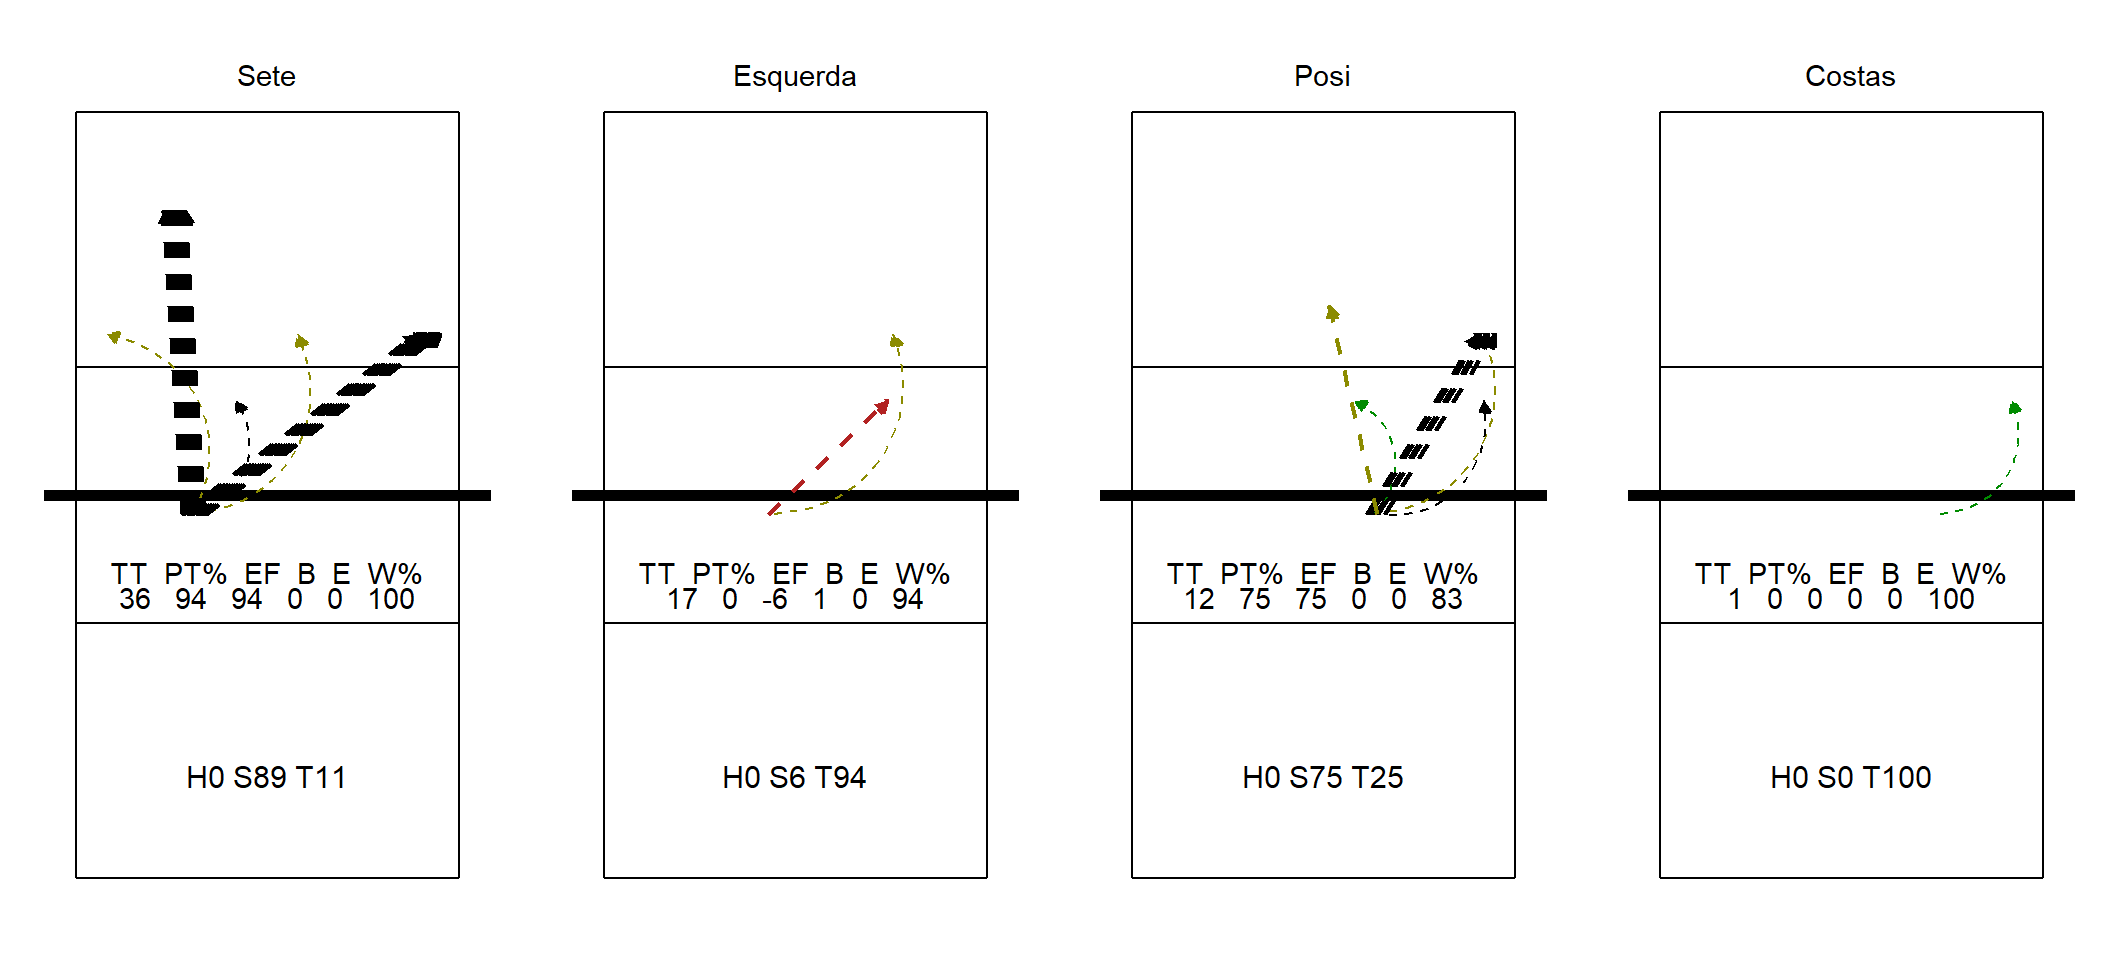 Sete
TT PT% EF B E W%
36 94 94 0 0 100
H0 S89 T11
Esquerda
TT PT% EF B E W%
17 0 -6 1 0 94
H0 S6 T94
Posi
TT PT% EF B E W%
12 75 75 0 0 83
H0 S75 T25
Costas
TT PT% EF B E W%
1 0 0 0 0 100
H0 S0 T100